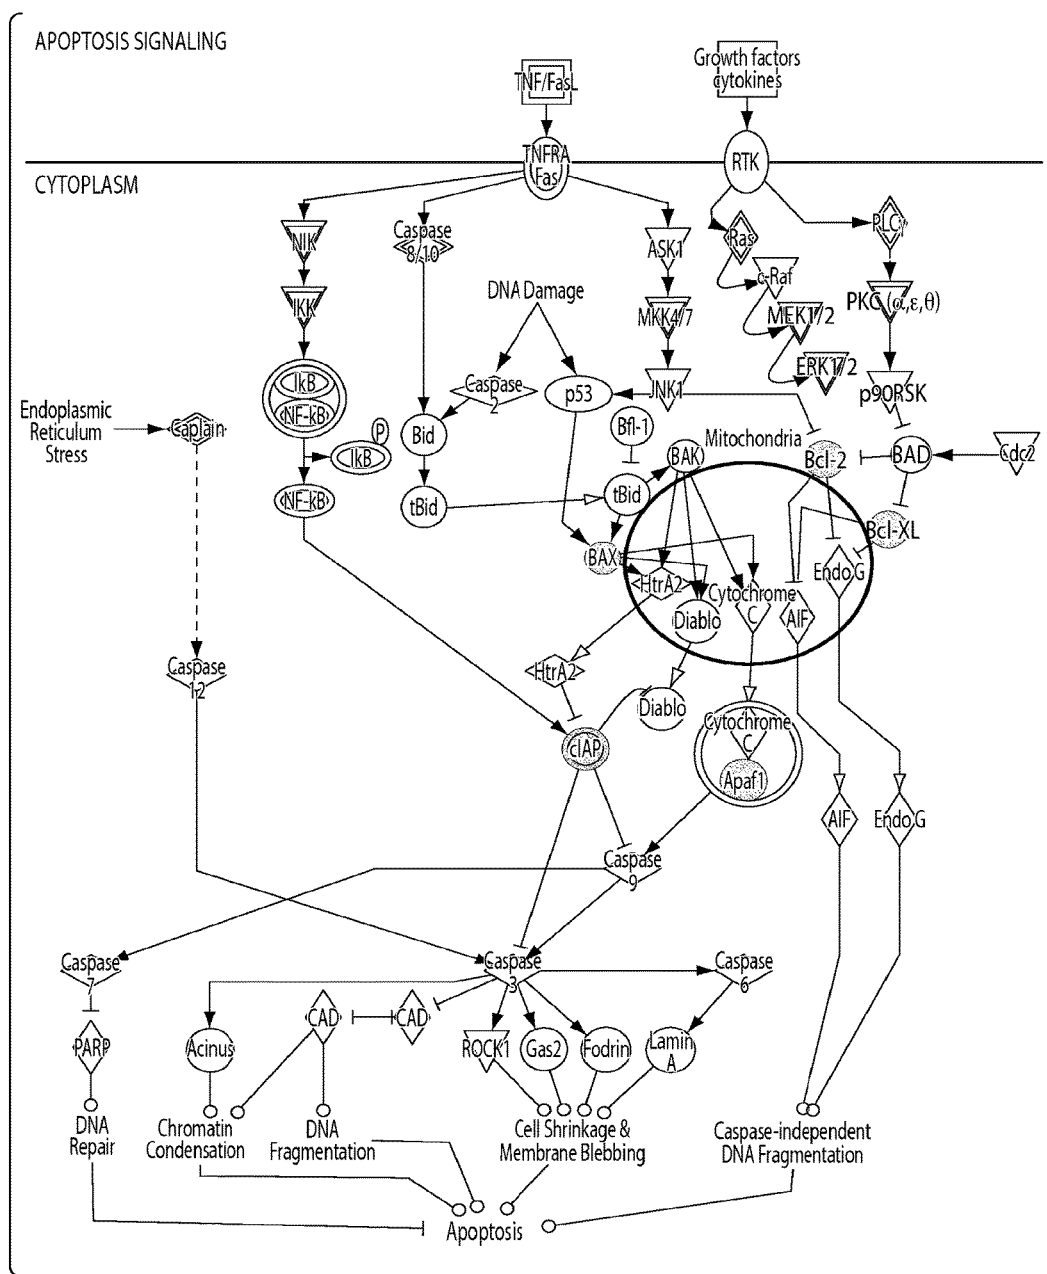 APOPTOSIS SIGNALING
TNF/FasL
Growth factors
cytokines
TNFRA
Fas
RTK
CYTOPLASM
NIK
Caspase
8/10
ASK1
Ras
PLCγ
c-Raf
DNA Damage
IKK
MKK4/7
MEK1/2
PKC (α,ε,θ)
ERK1/2
IkB
NF-kB
Caspase
2
p53
JNK1
p90RSK
Endoplasmic
Reticulum
Stress
Caplain
P
IkB
Bid
Bfl-1
Mitochondria
BAK
Bcl-2
BAD
Cdc2
NF-kB
tBid
tBid
Bcl-XL
BAX
HtrA2
Endo G
Cytochrome
C
Diablo
AIF
Caspase
12
HtrA2
Diablo
Cytochrome
C
cIAP
Apaf1
AIF
Endo G
Caspase
9
Caspase
7
Caspase
3
Caspase
6
CAD
CAD
PARP
Acinus
ROCK1
Gas2
Fodrin
Lamin
A
DNA
Repair
Chromatin
Condensation
DNA
Fragmentation
Cell Shrinkage &
Membrane Blebbing
Caspase-independent
DNA Fragmentation
Apoptosis